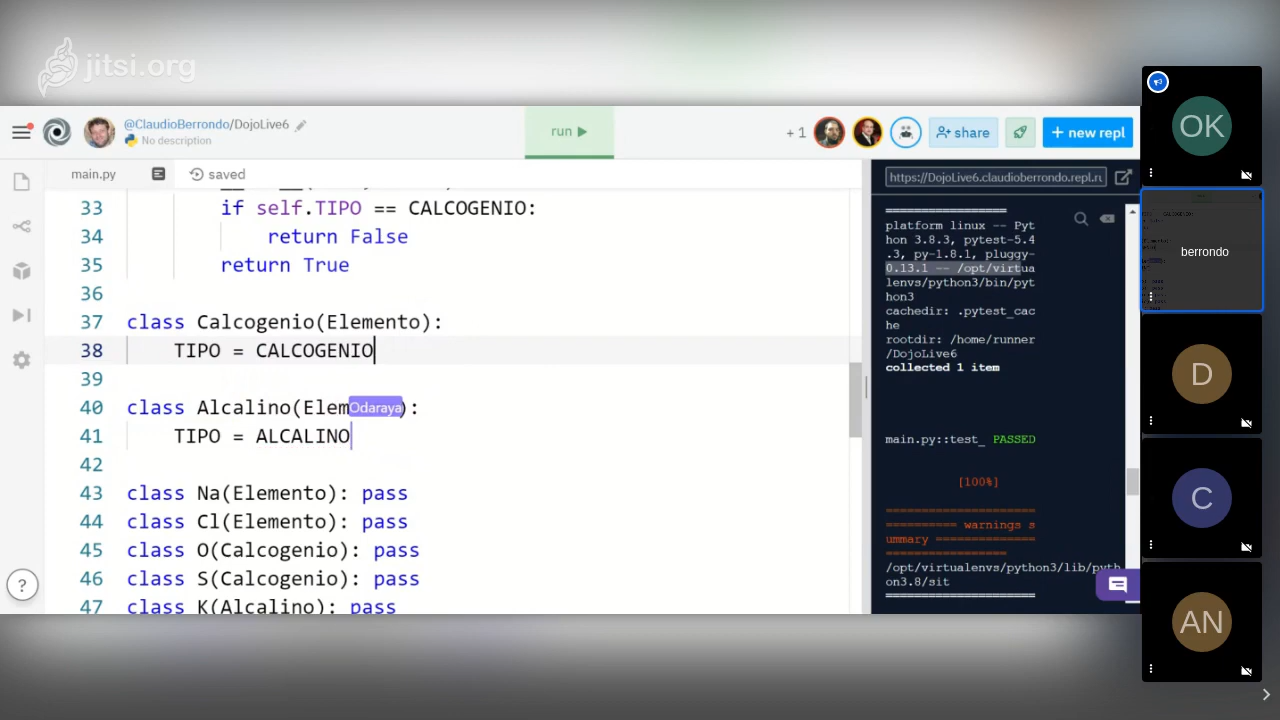 jitsi.org
@ClaudioBerrondo/DojoLive6
No description
run
+ 1
share
+ new repl
main.py
saved
33 if self.TIPO == CALCOGENIO:
34 return False
35 return True
36
37 class Calcogenio(Elemento):
38 TIPO = CALCOGENIO
39
40 class Alcalino(Elem Odaraya):
41 TIPO = ALCALINO
42
43 class Na(Elemento): pass
44 class Cl(Elemento): pass
45 class O(Calcogenio): pass
46 class S(Calcogenio): pass
47 class K(Alcalino): pass
?
https://DojoLive6.claudioberrondo.repl.ru
====================
platform linux -- Pyt
hon 3.8.3, pytest-5.4
.3, py-1.8.1, pluggy-
0.13.1 -- /opt/virtua
lenvs/python3/bin/pyt
hon3
cachedir: .pytest_cac
he
rootdir: /home/runner
/DojoLive6
collected 1 item
main.py::test_ PASSED
[100%]
=====================
========== warnings s
ummary ==============
=================
/opt/virtualenvs/python3/lib/pyth
on3.8/sit
=====================
OK
berrondo
D
C
AN